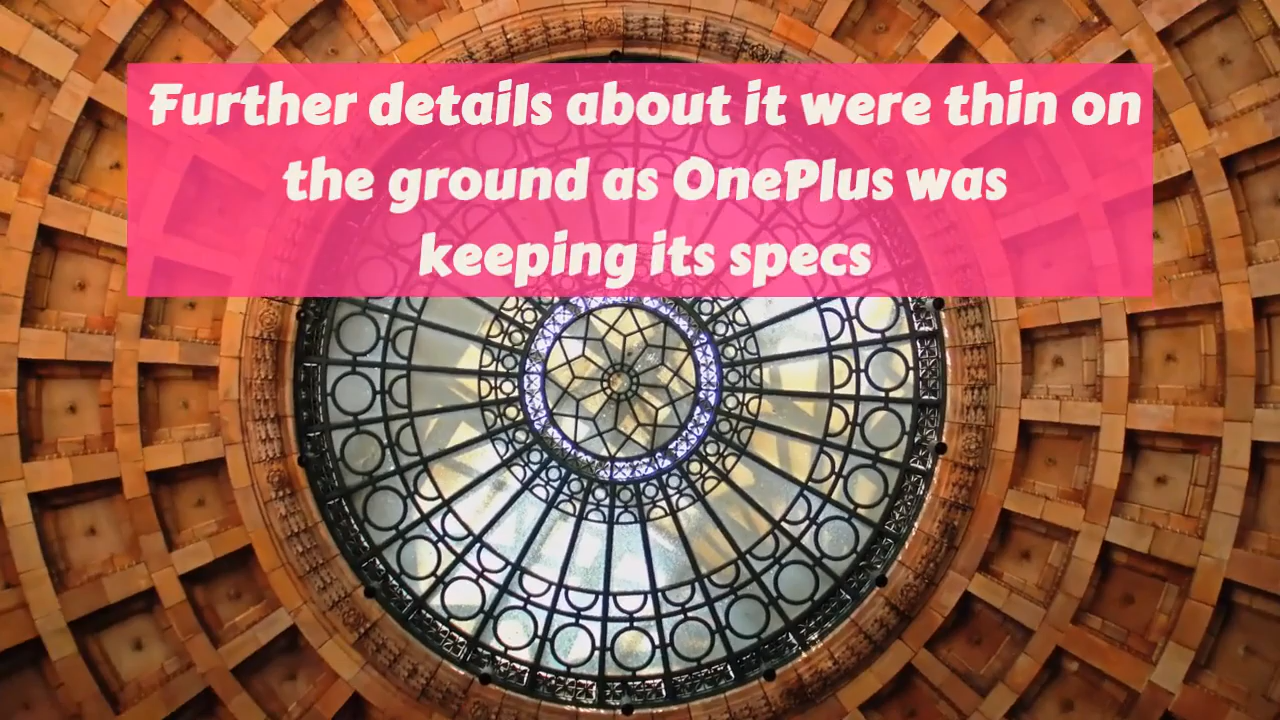 Further details about it were thin on
the ground as OnePlus was
keeping its specs